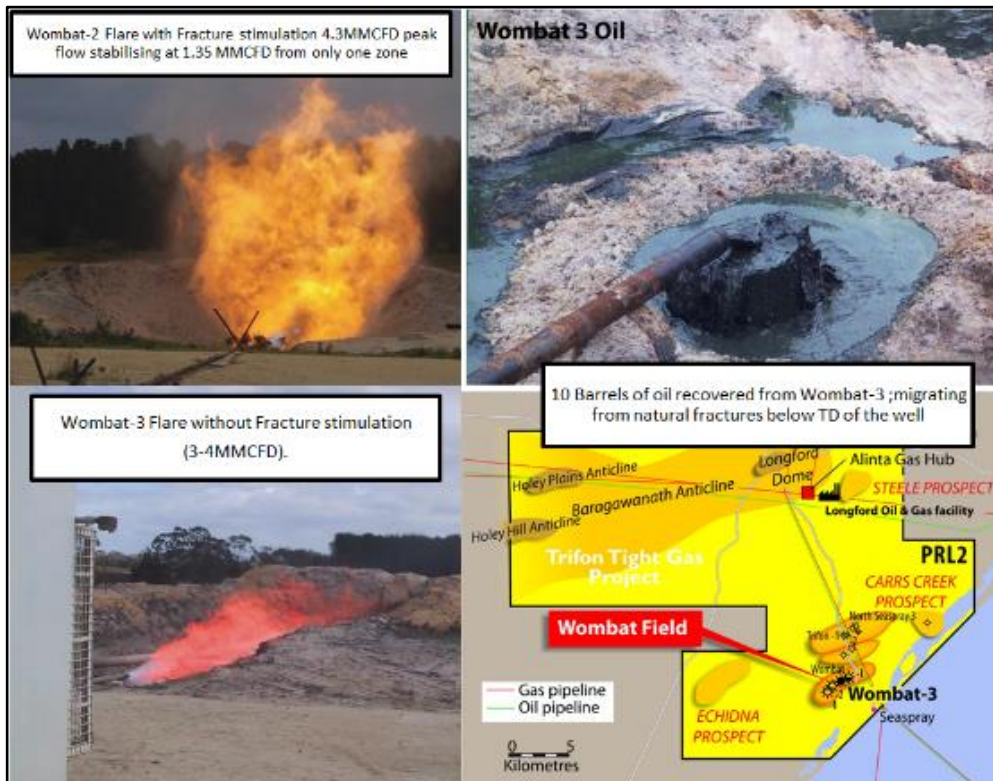 Wombat-2 Flare with Fracture stimulation 4.3MMCFD peak
flow stabilising at 1.35 MMCFD from only one zone
Wombat 3 Oil
Wombat-3 Flare without Fracture stimulation
(3-4MMCFD).
10 Barrels of oil recovered from Wombat-3 ;migrating
from natural fractures below TD of the well
Longford
Dome
Alinta Gas Hub
Holey Plains Anticline
STEELE PROSPECT
Baragawanath Anticline
Longford Oil & Gas facility
Holey Hill Anticline
Trifon Tight Gas
Project
PRL2
CARRS CREEK
PROSPECT
North Seaspray 3
Wombat Field
Wombat-3
Gas pipeline
Oil pipeline
Seaspray
ECHIDNA
PROSPECT
0 5
Kilometres